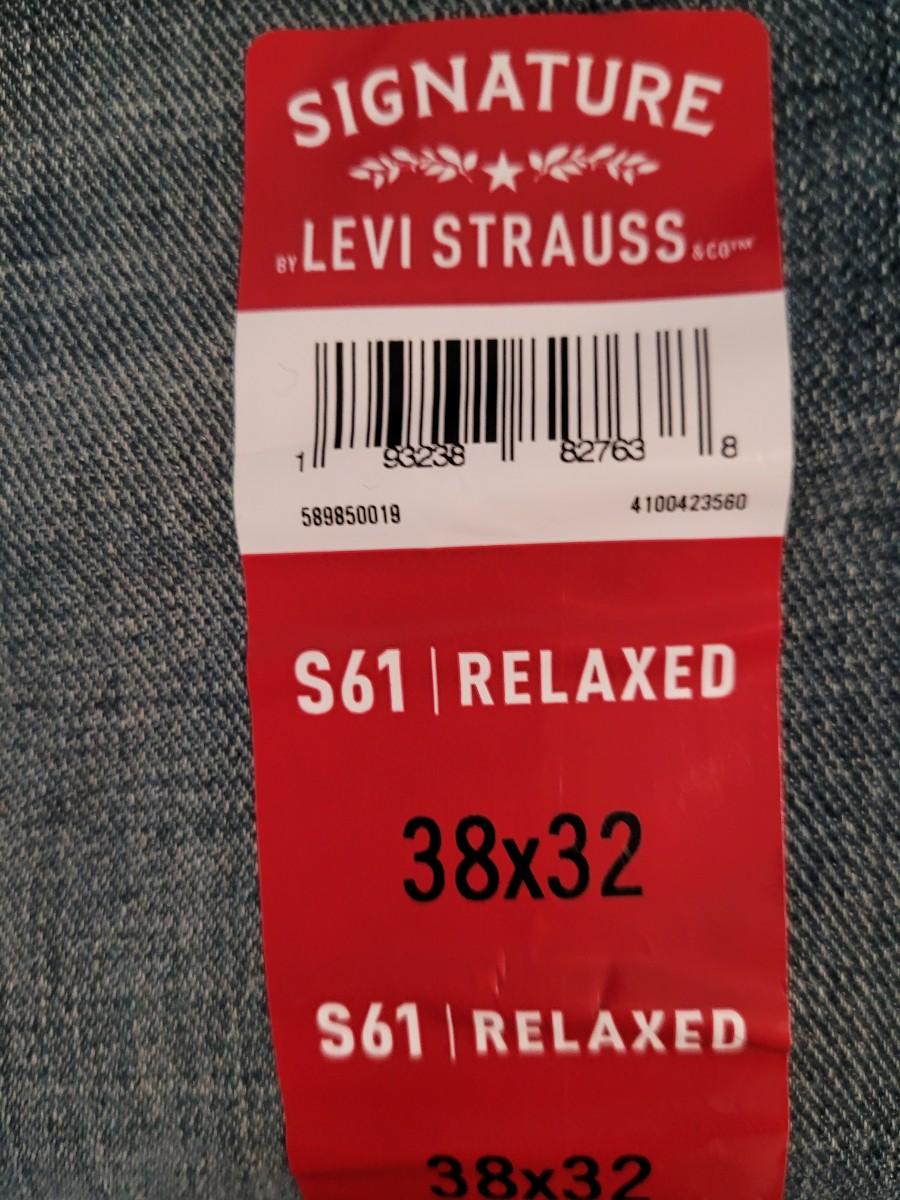 SIGNATURE
BY LEVI STRAUSS & CO™
1 93238 82763 8
589850019 4100423560
S61 | RELAXED
38x32
S61 | RELAXED
38x32